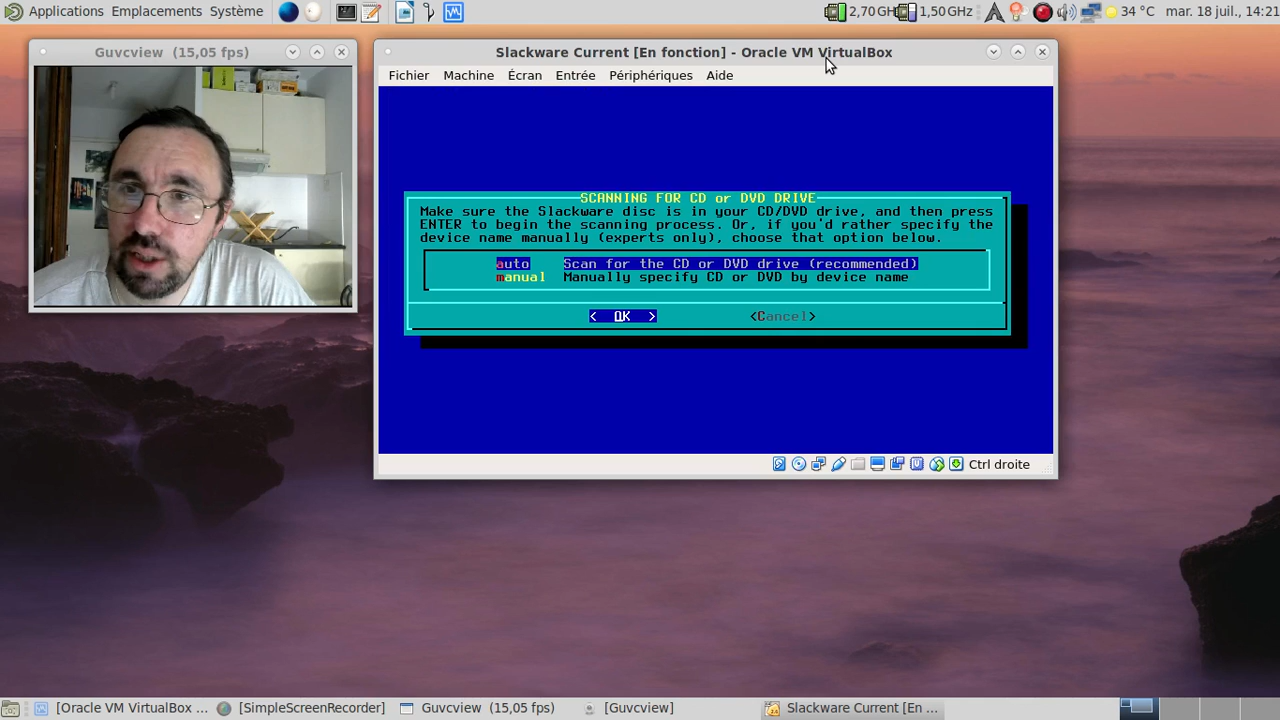 Applications Emplacements Système
2,70 GH
1,50 GHz
34 °C mar. 18 juil., 14:21
Guvcview (15,05 fps)
Slackware Current [En fonction] - Oracle VM VirtualBox
Fichier Machine Écran Entrée Périphériques Aide
SCANNING FOR CD or DVD DRIVE
Make sure the Slackware disc is in your CD/DVD drive, and then press
ENTER to begin the scanning process. Or, if you'd rather specify the
device name manually (experts only), choose that option below.
auto Scan for the CD or DVD drive (recommended)
manual Manually specify CD or DVD by device name
< OK > <Cancel>
Ctrl droite
[Oracle VM VirtualBox ... [SimpleScreenRecorder] Guvcview (15,05 fps) [Guvcview] Slackware Current [En ...